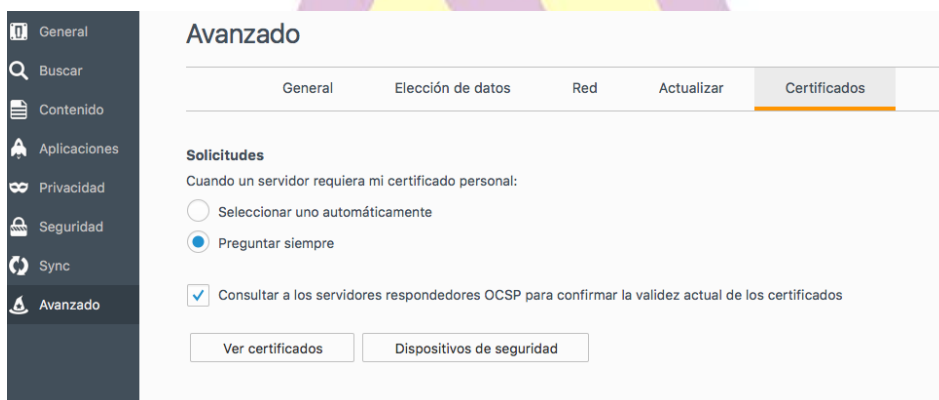 General
Buscar
Contenido
Aplicaciones
Privacidad
Seguridad
Sync
Avanzado
Avanzado
General Elección de datos Red Actualizar Certificados
Solicitudes
Cuando un servidor requiera mi certificado personal:
Seleccionar uno automáticamente
Preguntar siempre
Consultar a los servidores respondedores OCSP para confirmar la validez actual de los certificados
Ver certificados Dispositivos de seguridad